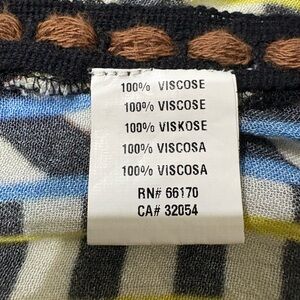 100% VISCOSE
100% VISCOSE
100% VISKOSE
100% VISCOSA
100% VISCOSA
RN# 66170
CA# 32054